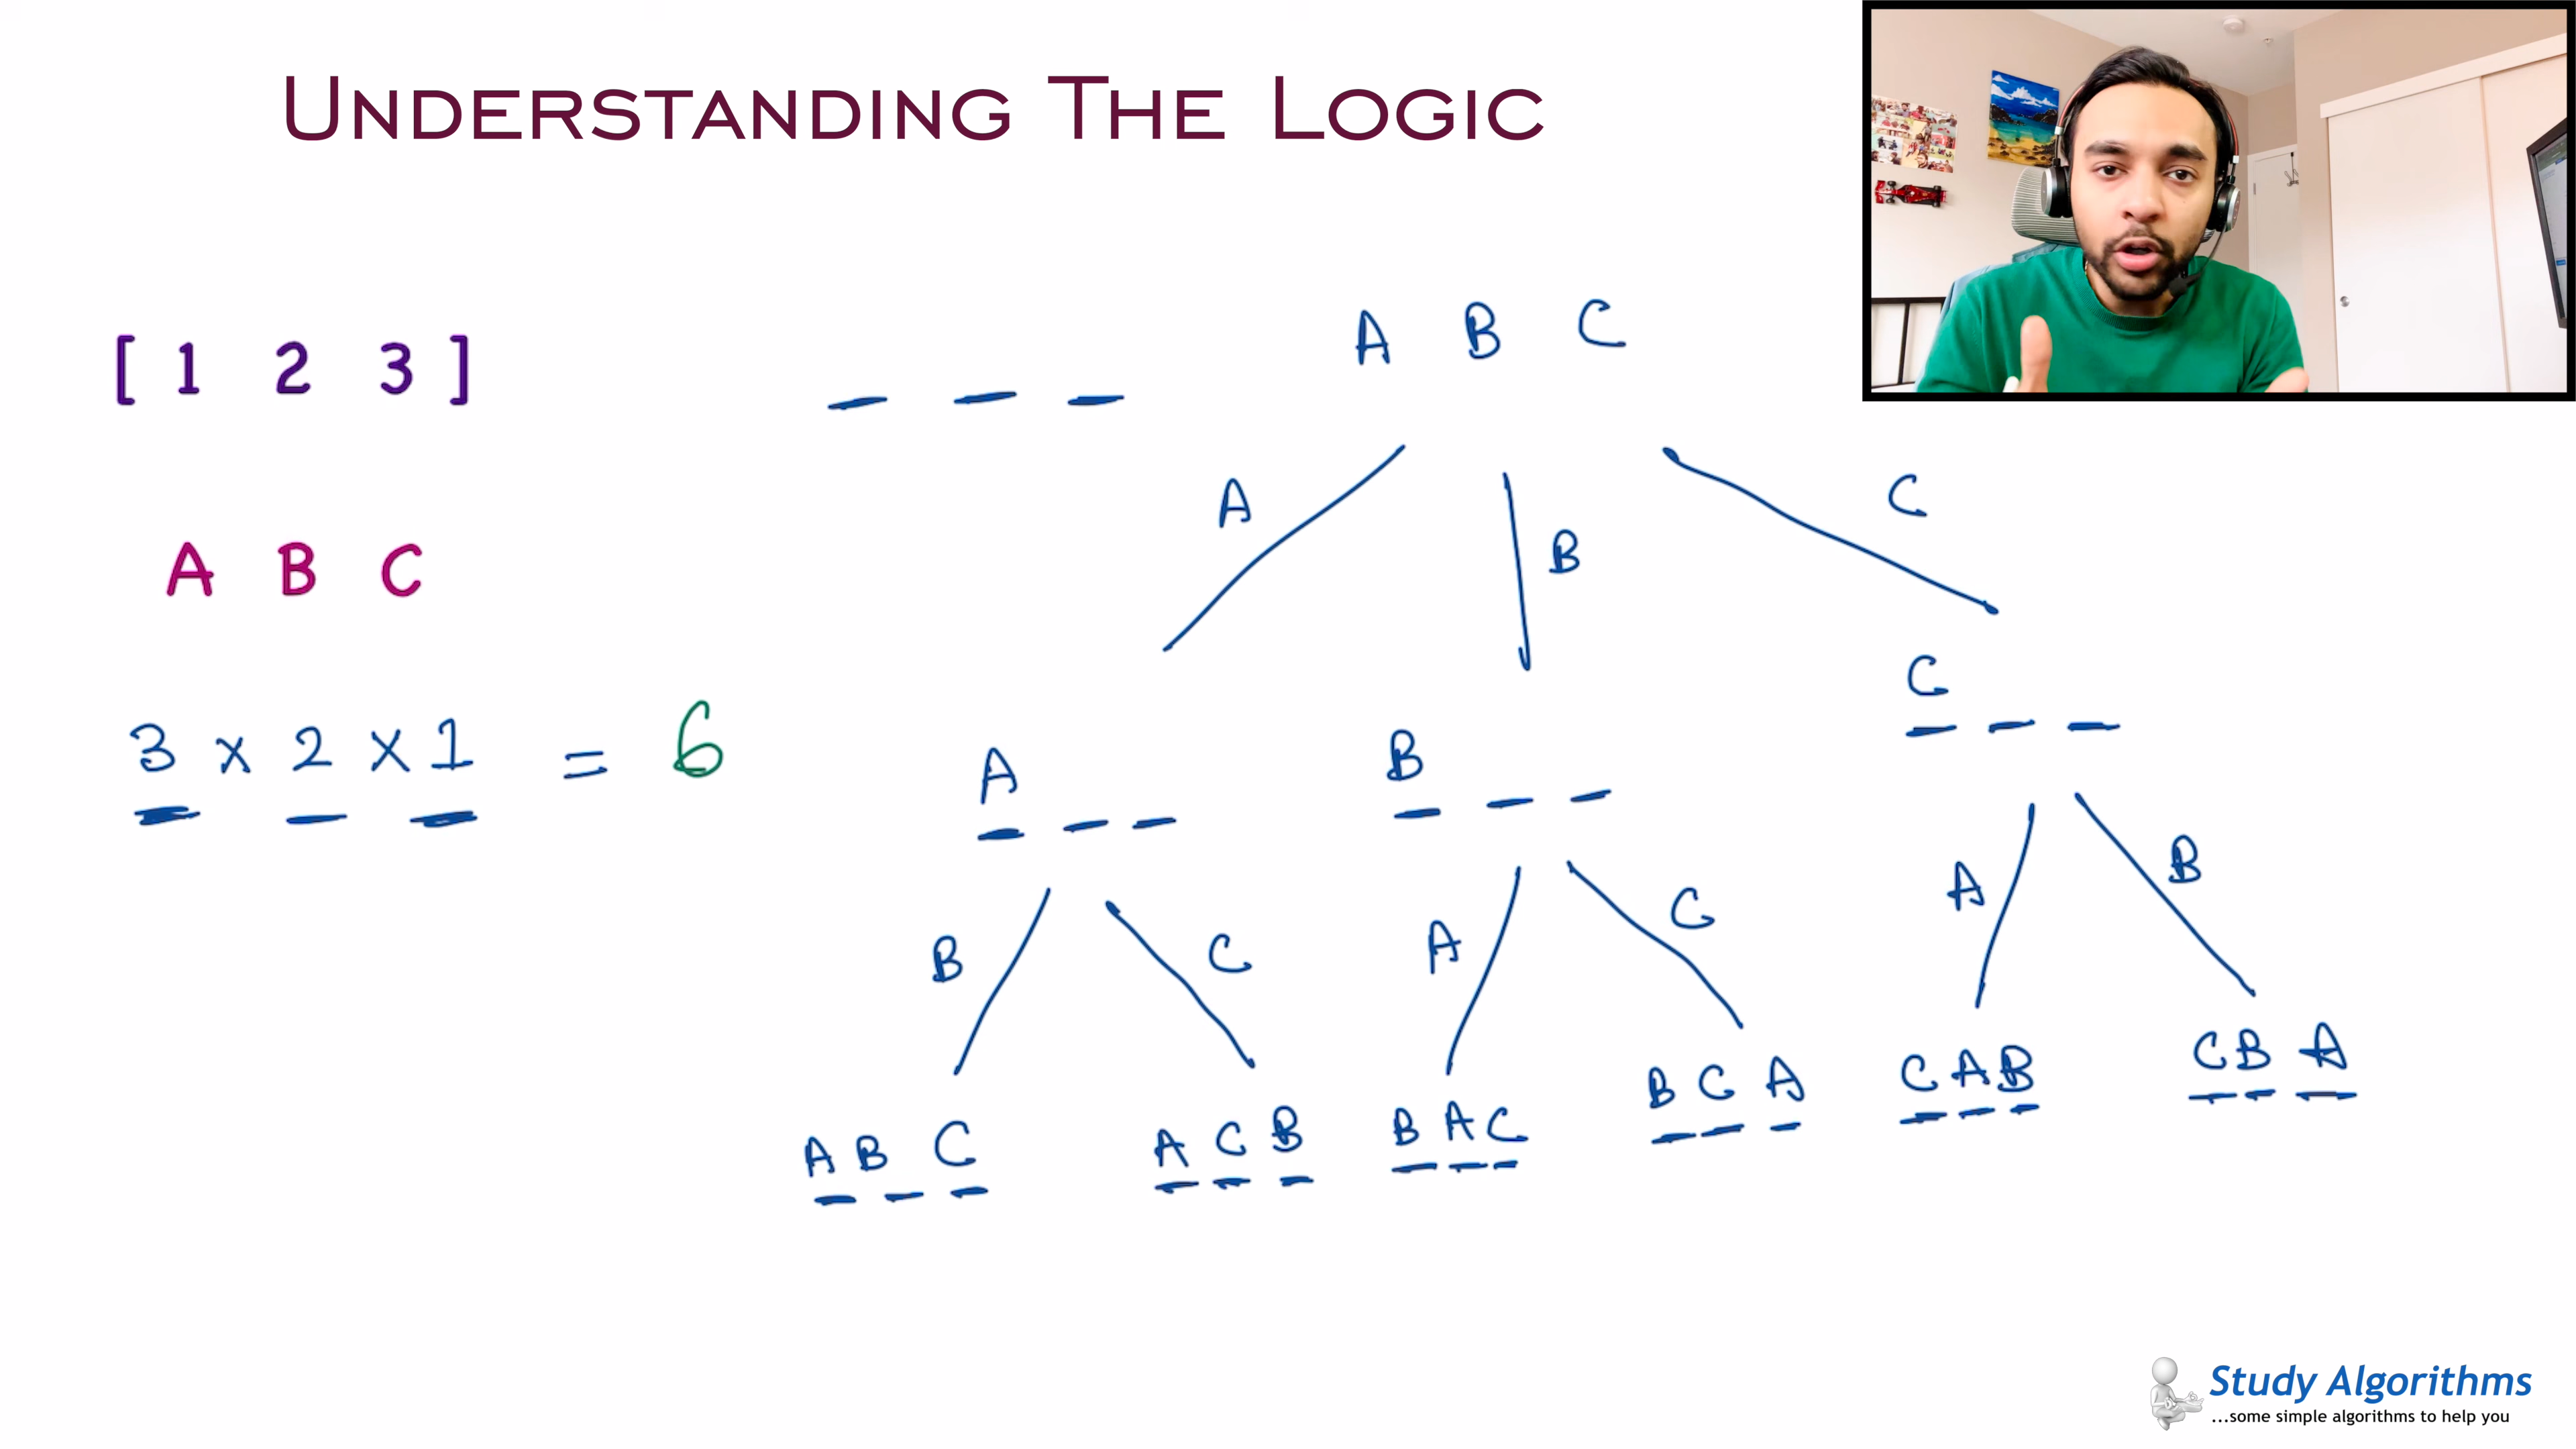 Understanding The Logic
[ 1 2 3 ]
A B C
3 x 2 x 1 = 6
A B C
A
B
C
A
B
C
B
C
A
C
A
B
A B C
A C B
B A C
B C A
C A B
C B A
Study Algorithms
...some simple algorithms to help you